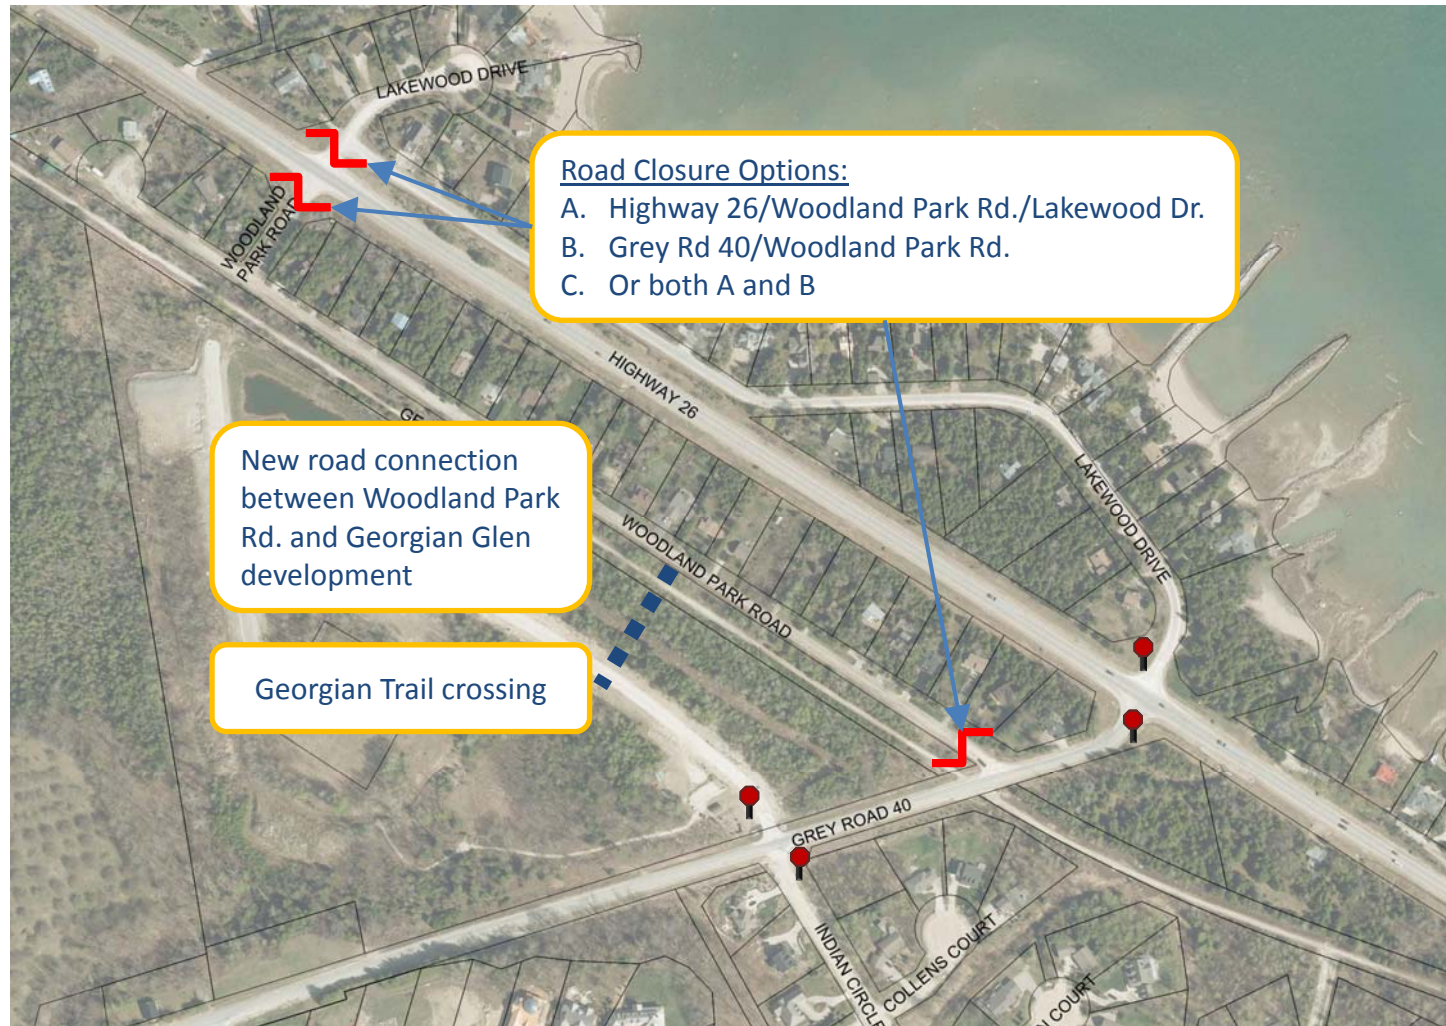 LAKEWOOD DRIVE
Road Closure Options:
A. Highway 26/Woodland Park Rd./Lakewood Dr.
B. Grey Rd 40/Woodland Park Rd.
C. Or both A and B
WOODLAND
PARK ROAD
HIGHWAY 26
GE
New road connection
between Woodland Park
Rd. and Georgian Glen
development
LAKEWOOD DRIVE
WOODLAND PARK ROAD
Georgian Trail crossing
GREY ROAD 40
INDIAN CIRCLE
COLLENS COURT
N COURT